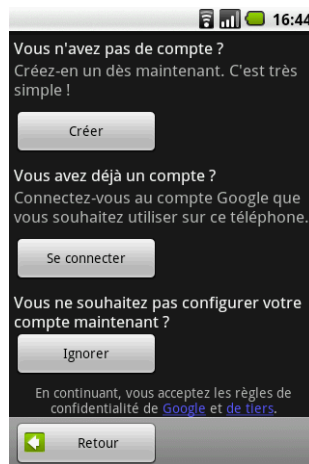 16:44
Vous n'avez pas de compte ?
Créez-en un dès maintenant. C'est très
simple !
Créer
Vous avez déjà un compte ?
Connectez-vous au compte Google que
vous souhaitez utiliser sur ce téléphone.
Se connecter
Vous ne souhaitez pas configurer votre
compte maintenant ?
Ignorer
En continuant, vous acceptez les règles de
confidentialité de Google et de tiers.
Retour